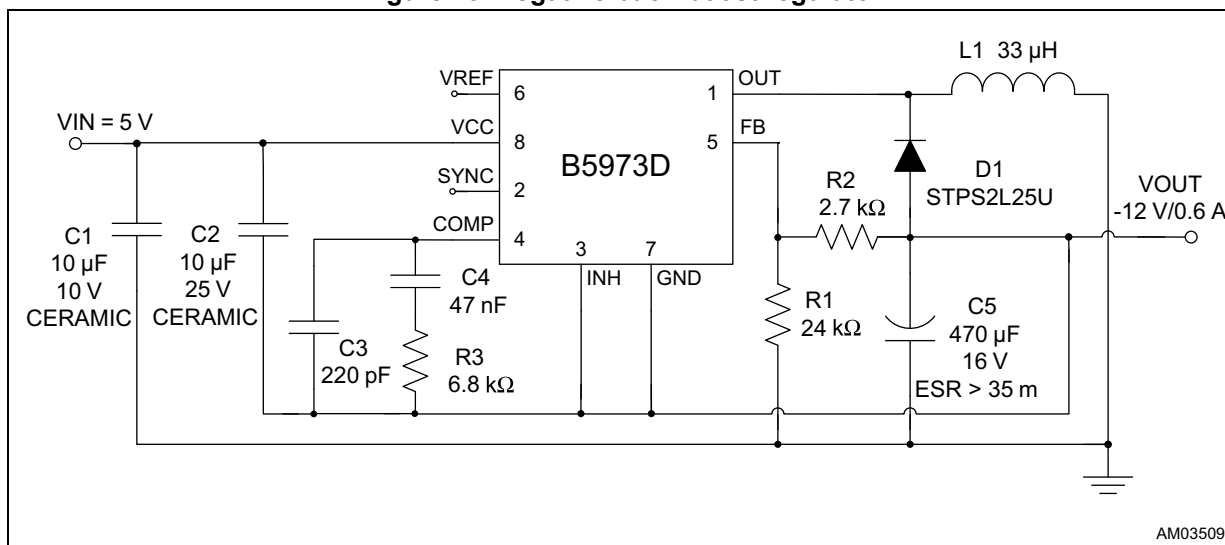 L1 33 µH
VREF
6
OUT
1
VIN = 5 V
VCC
8
FB
5
B5973D
SYNC
2
COMP
4
3
INH
7
GND
R2
2.7 kΩ
D1
STPS2L25U
VOUT
-12 V/0.6 A
C1
10 µF
10 V
CERAMIC
C2
10 µF
25 V
CERAMIC
C4
47 nF
C3
220 pF
R3
6.8 kΩ
R1
24 kΩ
C5
470 µF
16 V
ESR > 35 m
AM03509